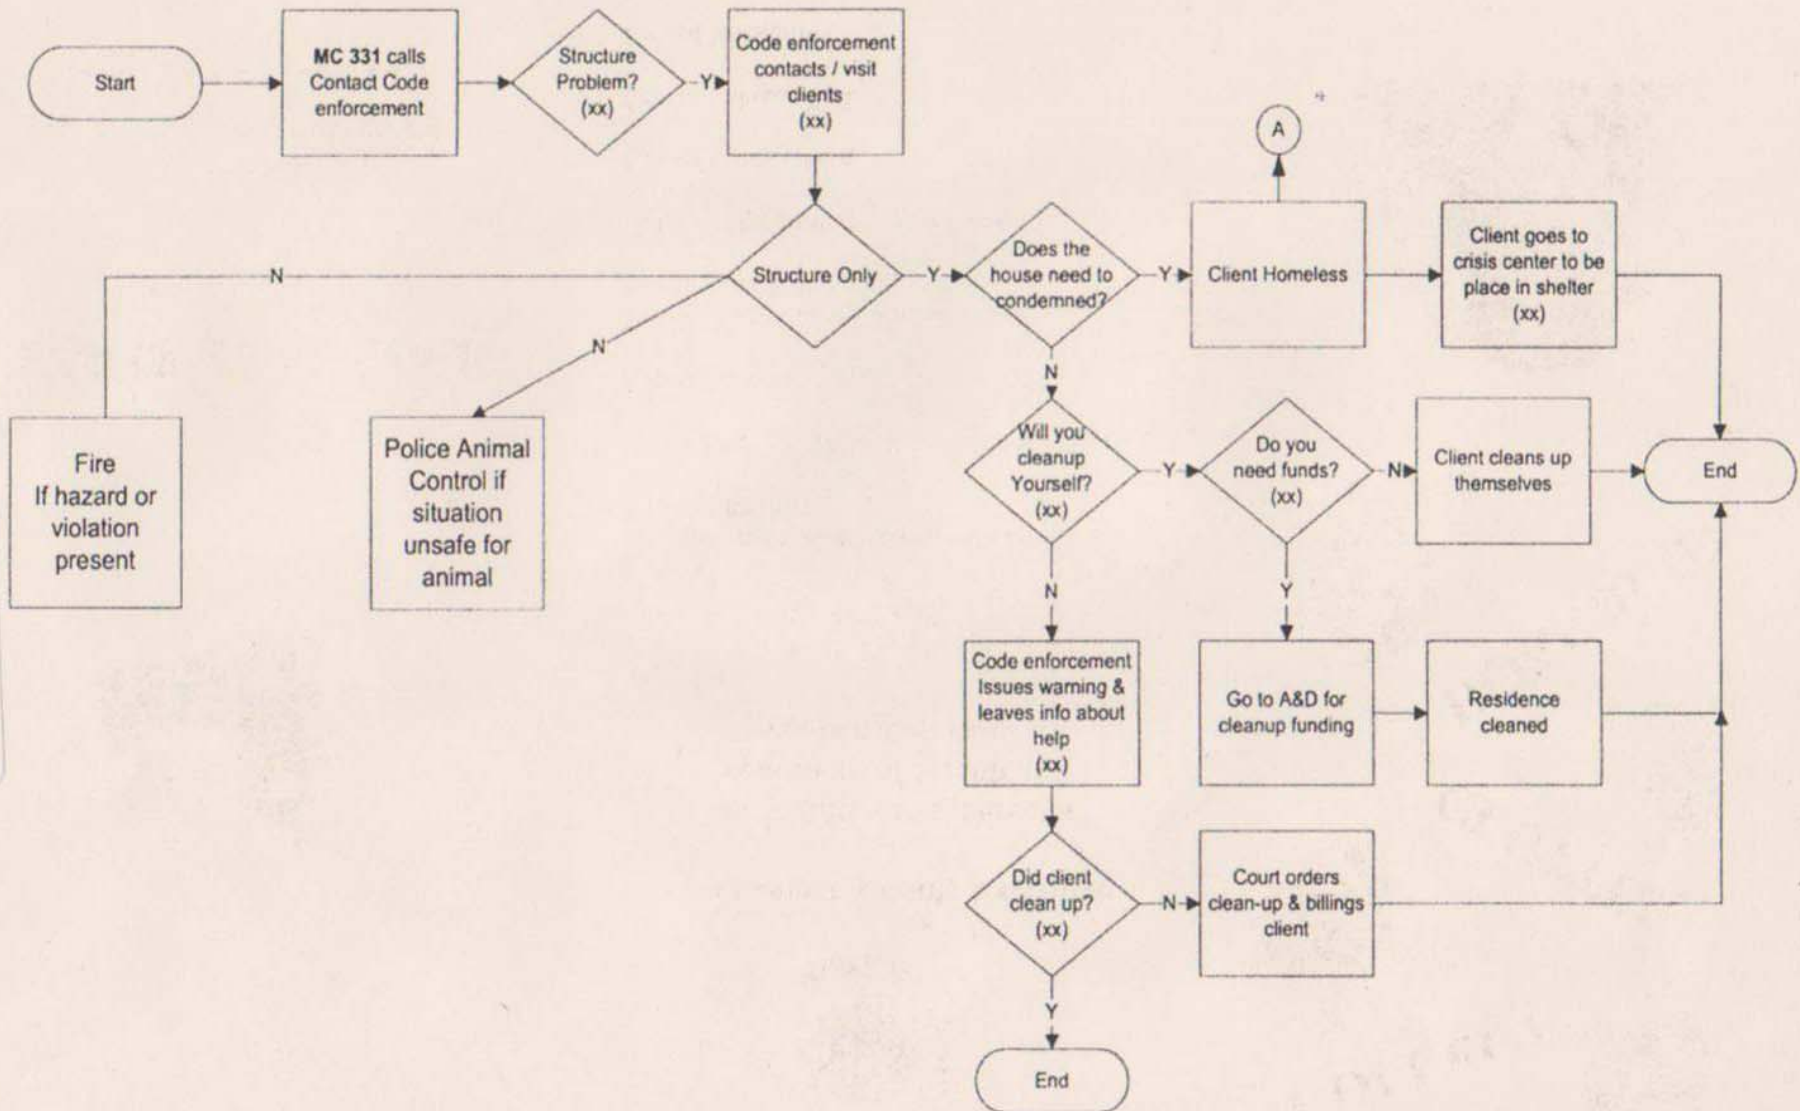 Start
MC 331 calls
Contact Code
enforcement
Structure
Problem?
(xx)
Y
Code enforcement
contacts / visit
clients
(xx)
A
Structure Only
Y
Does the
house need to
condemned?
Y
Client Homeless
Client goes to
crisis center to be
place in shelter
(xx)
N
N
N
Fire
If hazard or
violation
present
Police Animal
Control if
situation
unsafe for
animal
Will you
cleanup
Yourself?
(xx)
Y
Do you
need funds?
(xx)
N
Client cleans up
themselves
End
N
Y
Code enforcement
Issues warning &
leaves info about
help
(xx)
Go to A&D for
cleanup funding
Residence
cleaned
Did client
clean up?
(xx)
N
Court orders
clean-up & billings
client
Y
End